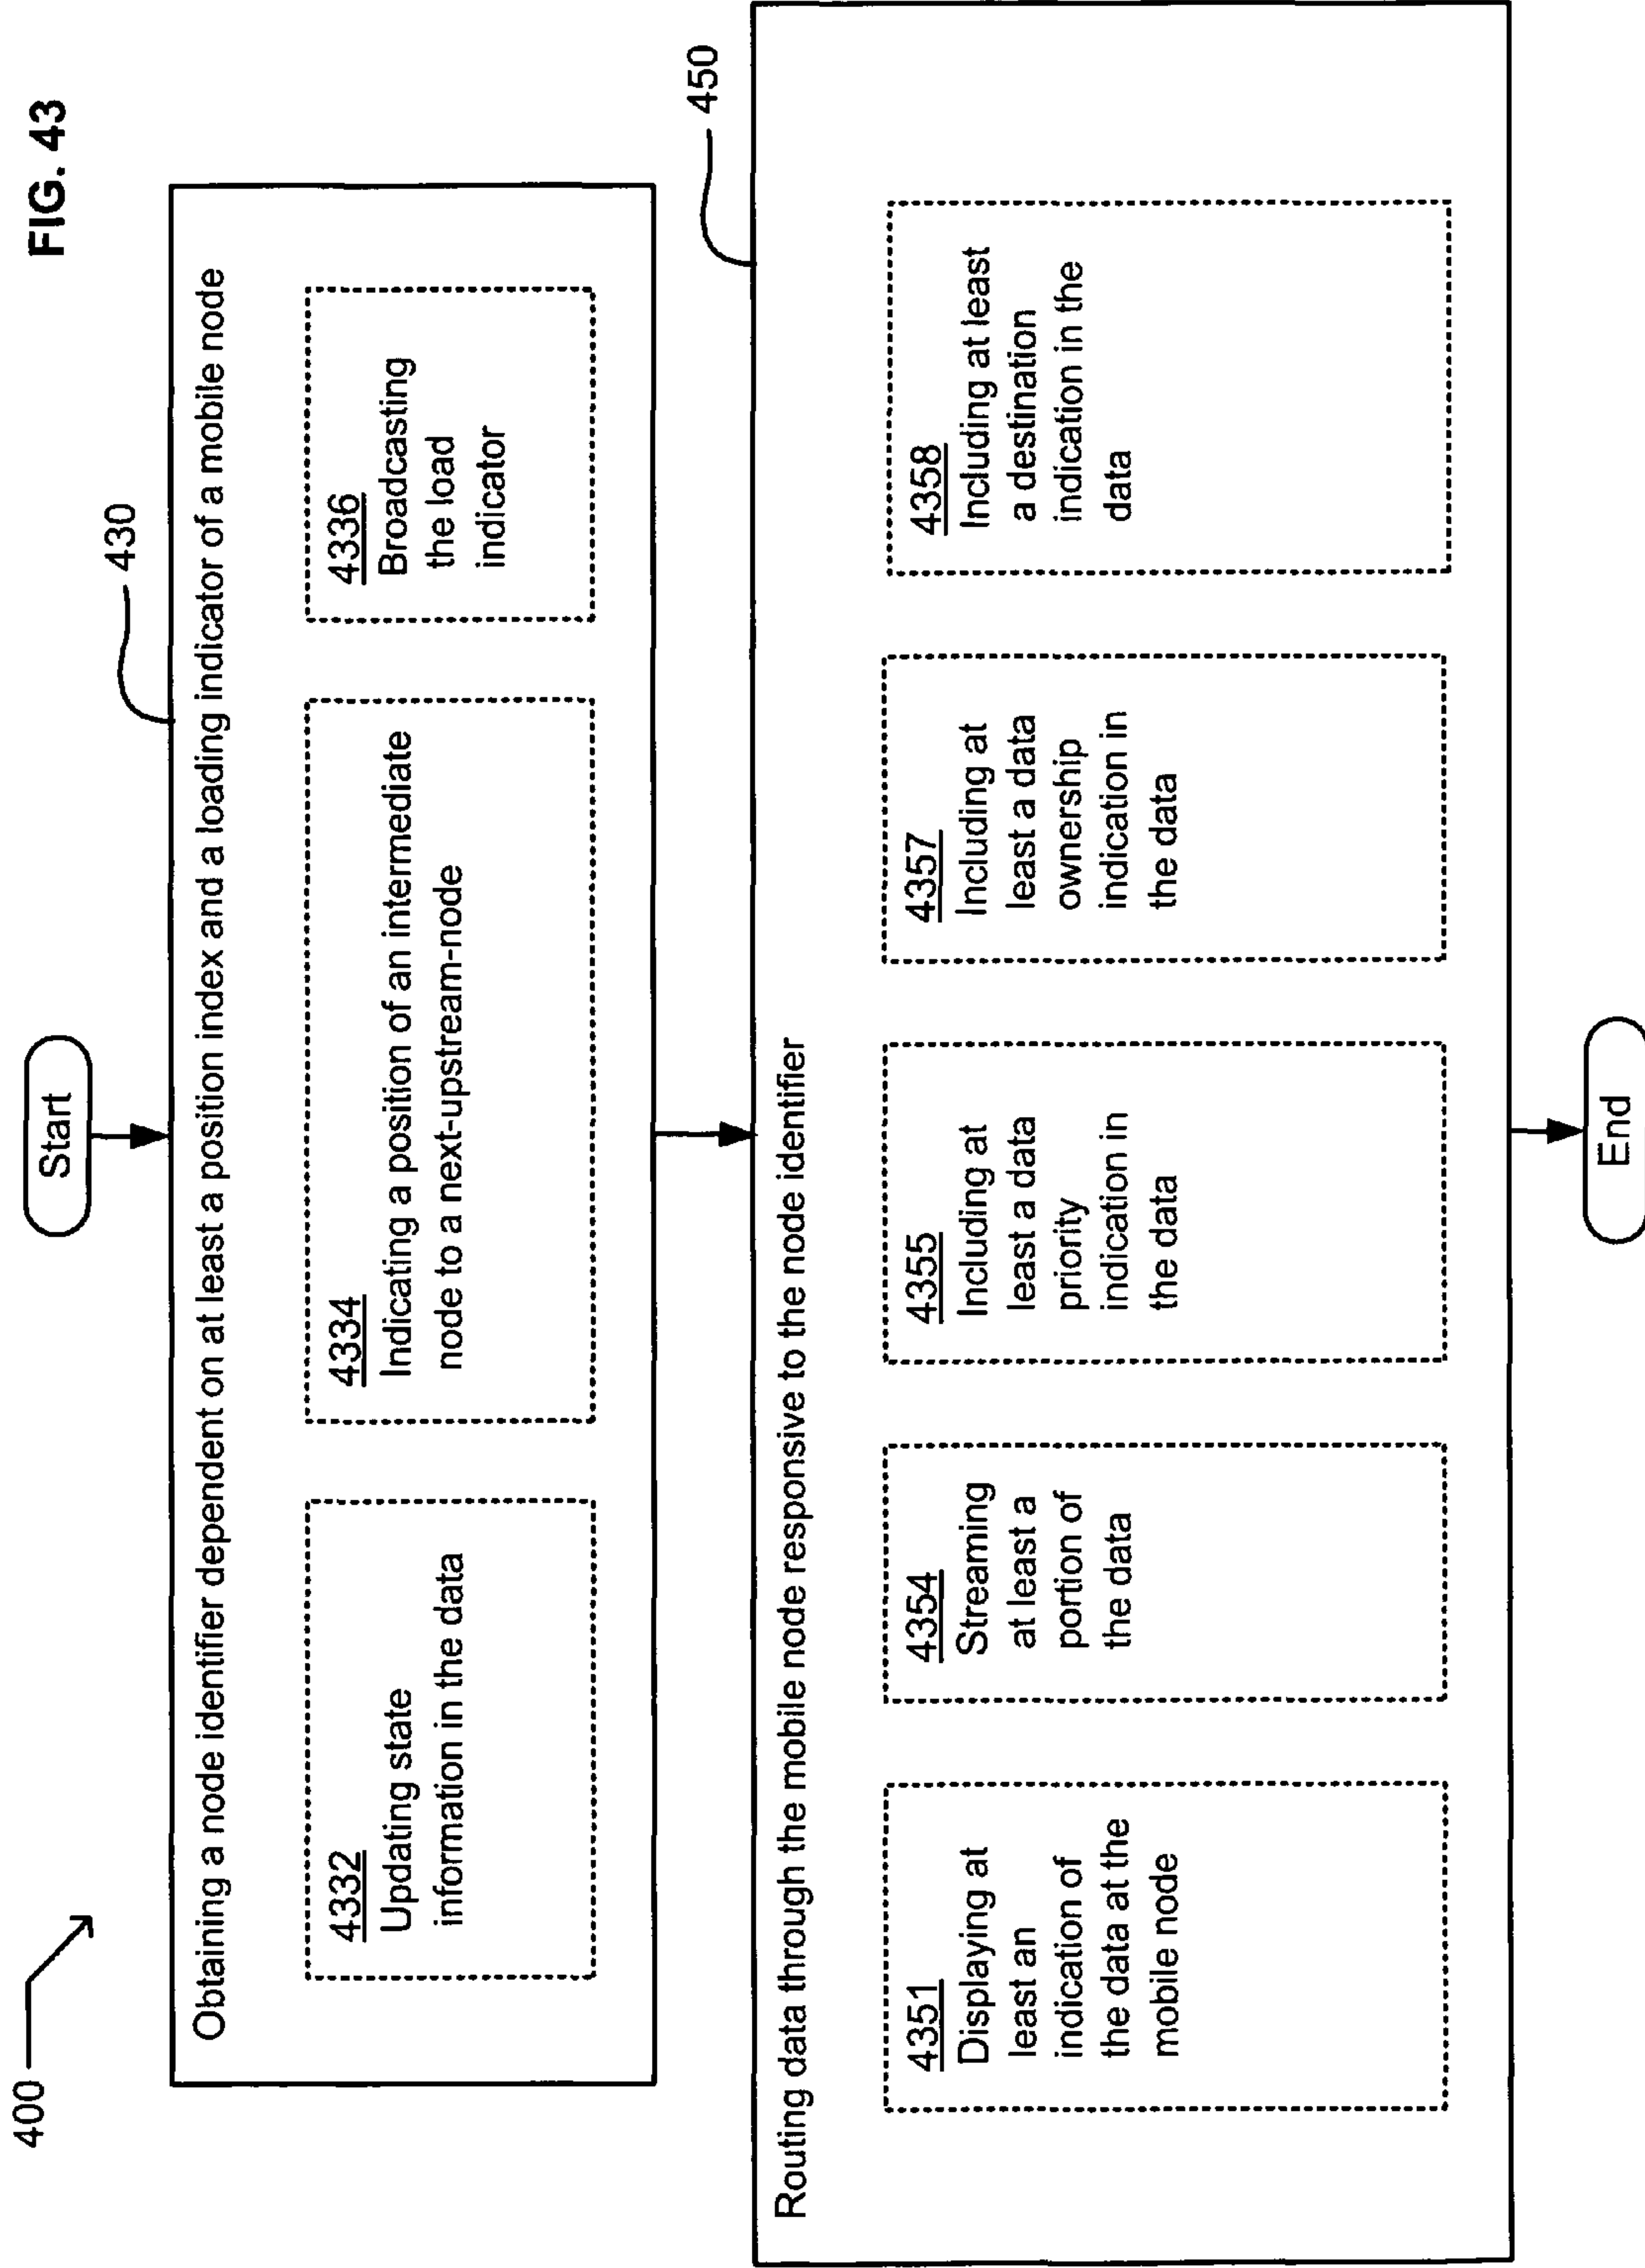 FIG. 43
400
Start
430
Obtaining a node identifier dependent on at least a position index and a loading indicator of a mobile node
4332
Updating state
information in the data
4334
Indicating a position of an intermediate
node to a next-upstream-node
4336
Broadcasting
the load
indicator
450
Routing data through the mobile node responsive to the node identifier
4351
Displaying at
least an
indication of
the data at the
mobile node
4354
Streaming
at least a
portion of
the data
4355
Including at
least a data
priority
indication in
the data
4357
Including at
least a data
ownership
indication in
the data
4358
Including at least
a destination
indication in the
data
End